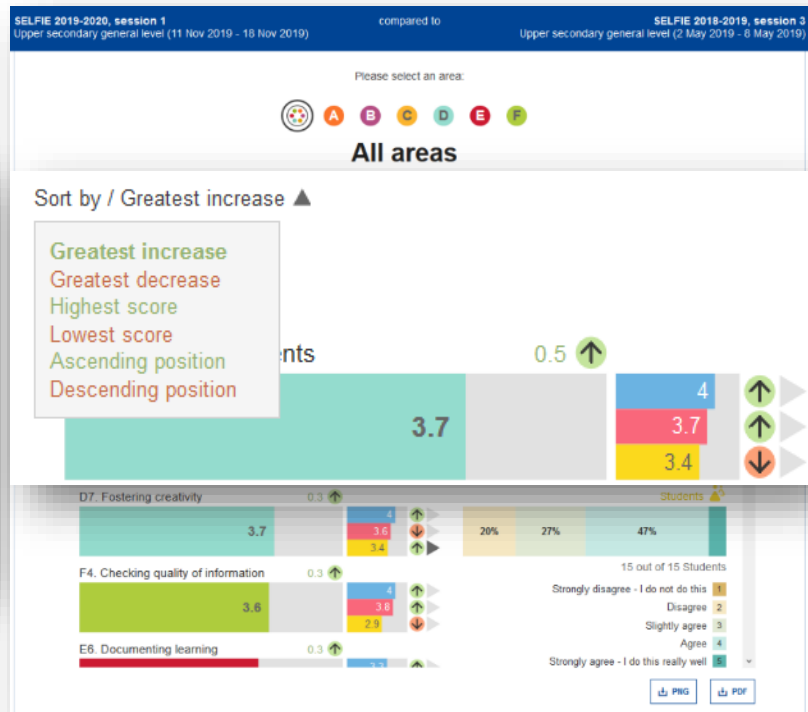 SELFIE 2019-2020, session 1
Upper secondary general level (11 Nov 2019 - 18 Nov 2019)
compared to
SELFIE 2018-2019, session 3
Upper secondary general level (2 May 2019 - 8 May 2019)
Please select an area:
A B C D E F
All areas
Sort by / Greatest increase ▲
Greatest increase
Greatest decrease
Highest score
Lowest score
Ascending position
Descending position
ents 0.5
3.7
4
3.7
3.4
D7. Fostering creativity 0.3
3.7
4
3.6
3.4
Students
20% 27% 47%
15 out of 15 Students
Strongly disagree - I do not do this 1
Disagree 2
Slightly agree 3
Agree 4
Strongly agree - I do this really well 5
F4. Checking quality of information 0.3
3.6
4
3.8
2.9
E6. Documenting learning 0.3
PNG PDF